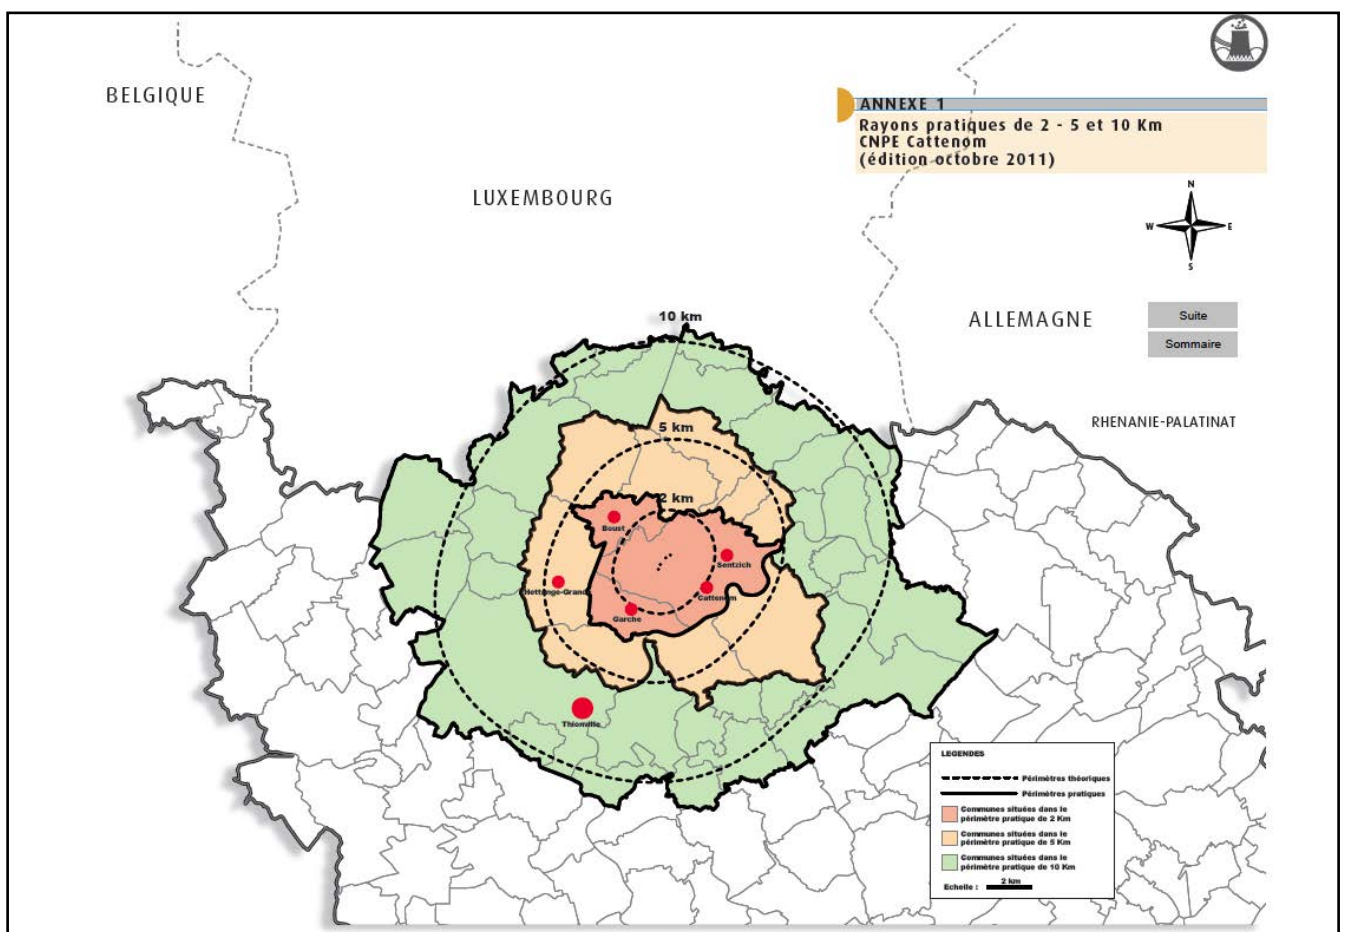 BELGIQUE
ANNEXE 1
Rayons pratiques de 2 - 5 et 10 Km
CNPE Cattenom
(édition octobre 2011)
LUXEMBOURG
N
W
E
S
ALLEMAGNE
Suite
Sommaire
RHENANIE-PALATINAT
10 km
5 km
2 km
Boust
Sentzich
Hettange-Grand
Cattenom
Garche
Thionville
LEGENDES
Périmètres théoriques
Périmètres pratiques
Communes situées dans le
périmètre pratique de 2 Km
Communes situées dans le
périmètre pratique de 5 Km
Communes situées dans le
périmètre pratique de 10 Km
Echelle :
2 km